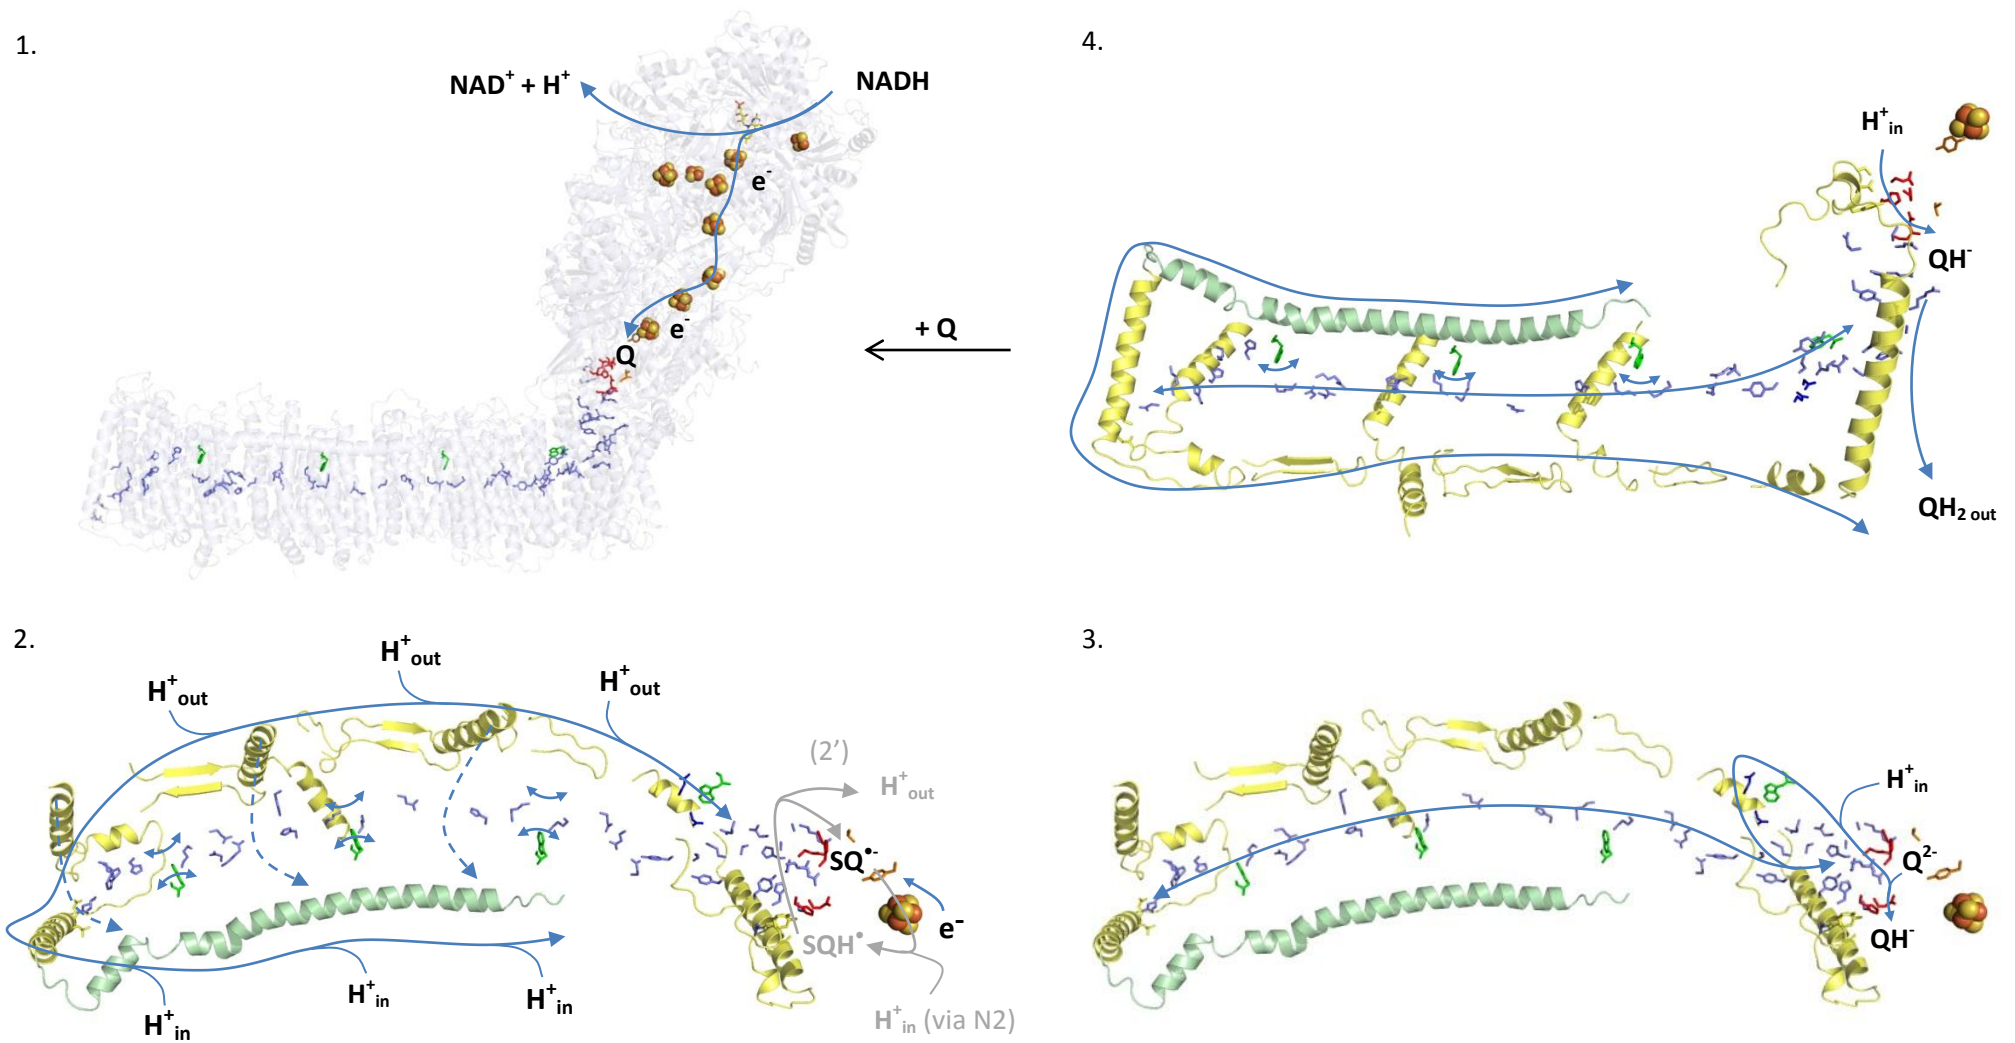 1.
NAD⁺ + H⁺
NADH
e⁻
e⁻
Q
+ Q
4.
H⁺in
QH⁻
QH₂ out
2.
H⁺out
H⁺out
H⁺out
(2’)
H⁺out
SQ•⁻
e⁻
SQH•
H⁺in (via N2)
H⁺in
H⁺in
H⁺in
3.
H⁺in
Q²⁻
QH⁻